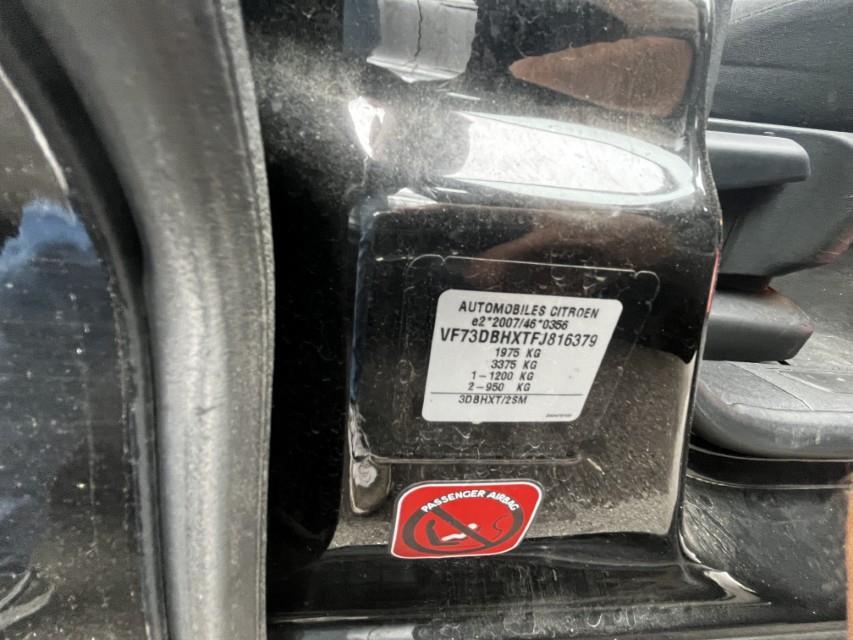 AUTOMOBILES CITROEN
e2*2007/46*0356
VF73DBHXTFJ816379
1975 KG
3375 KG
1-1200 KG
2-950 KG
3DBHXT/2SM
PASSENGER AIRBAG